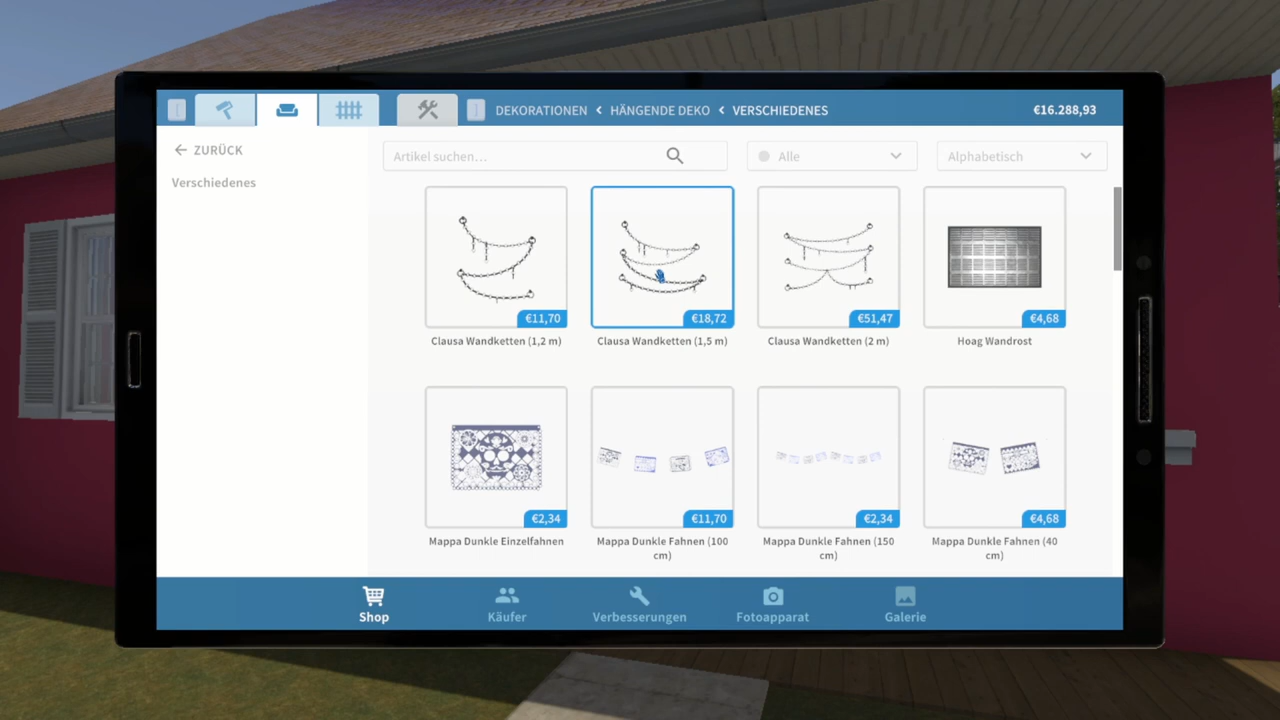 DEKORATIONEN < HÄNGENDE DEKO < VERSCHIEDENES
€16.288,93
ZURÜCK
Verschiedenes
Artikel suchen...
Alle
Alphabetisch
€11,70
€18,72
€51,47
€4,68
Clausa Wandketten (1,2 m)
Clausa Wandketten (1,5 m)
Clausa Wandketten (2 m)
Hoag Wandrost
€2,34
€11,70
€2,34
€4,68
Mappa Dunkle Einzelfahnen
Mappa Dunkle Fahnen (100
cm)
Mappa Dunkle Fahnen (150
cm)
Mappa Dunkle Fahnen (40
cm)
Shop
Käufer
Verbesserungen
Fotoapparat
Galerie